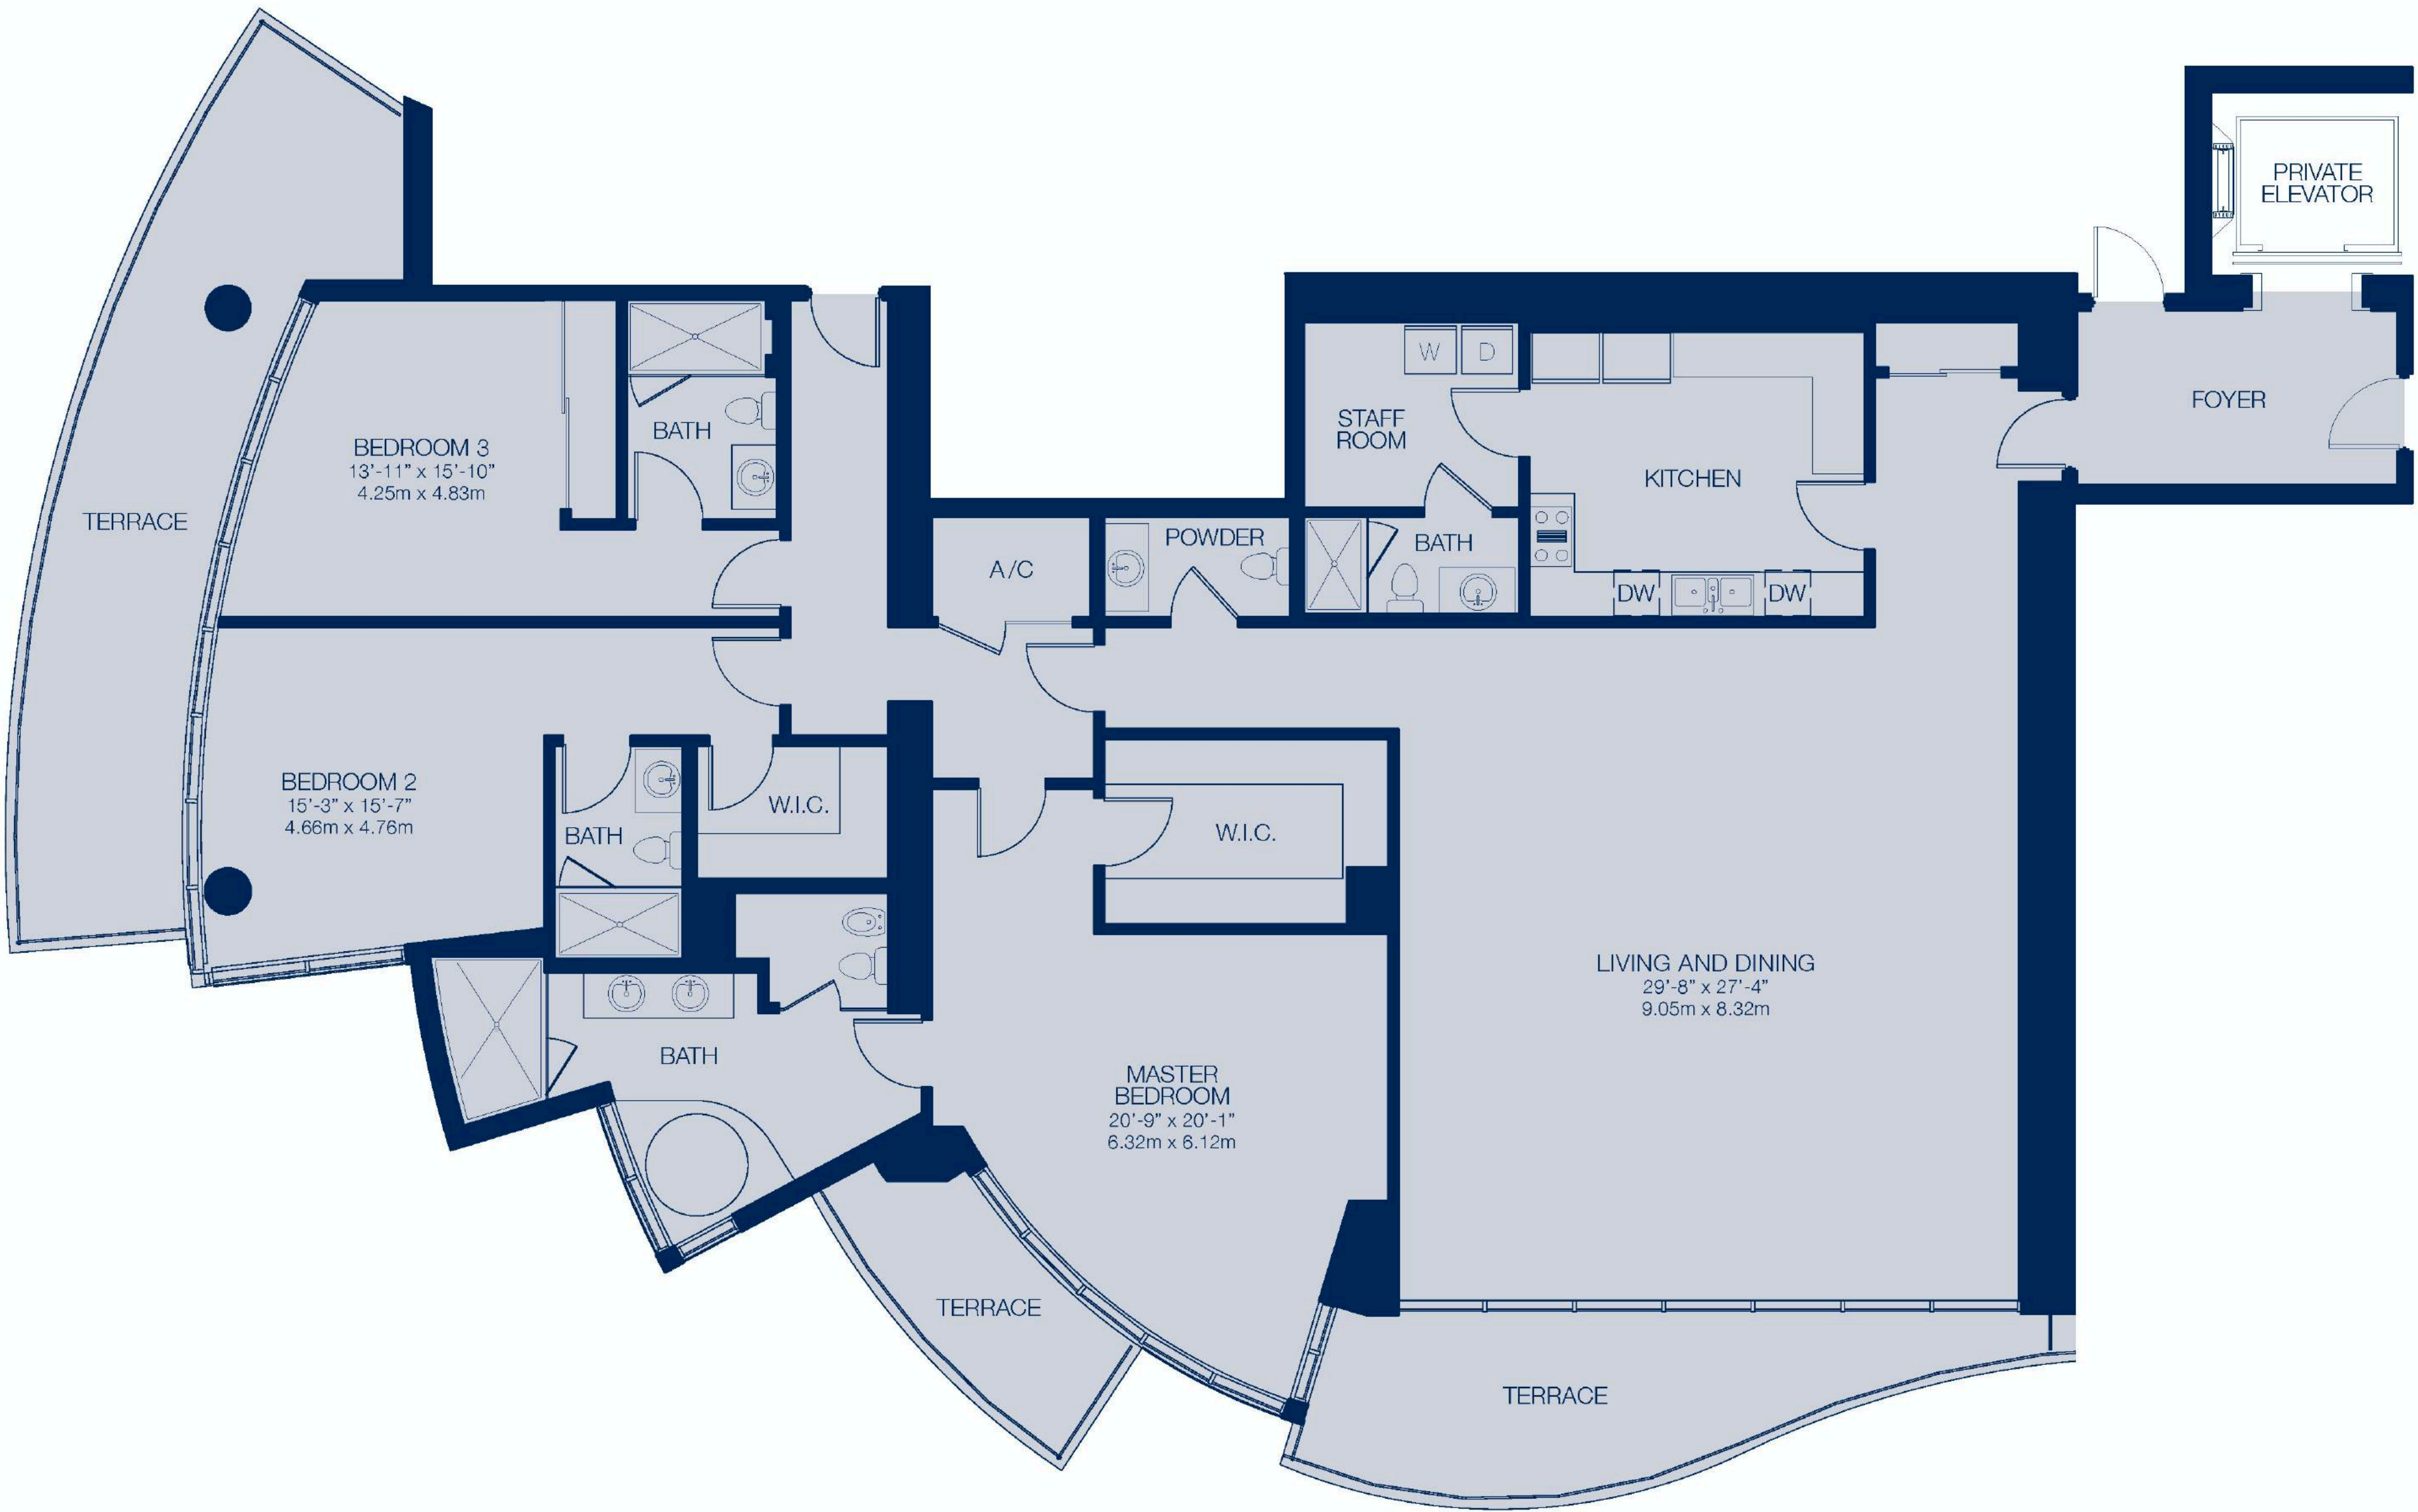 PRIVATE
ELEVATOR
FOYER
W
D
STAFF
ROOM
KITCHEN
BATH
BEDROOM 3
13'-11" x 15'-10"
4.25m x 4.83m
TERRACE
POWDER
BATH
A/C
DW
DW
BEDROOM 2
15'-3" x 15'-7"
4.66m x 4.76m
BATH
W.I.C.
W.I.C.
LIVING AND DINING
29'-8" x 27'-4"
9.05m x 8.32m
BATH
MASTER
BEDROOM
20'-9" x 20'-1"
6.32m x 6.12m
TERRACE
TERRACE